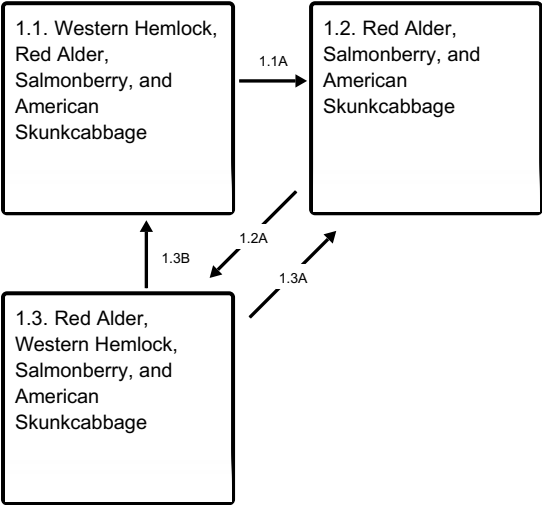 1.1. Western Hemlock,
Red Alder,
Salmonberry, and
American
Skunkcabbage
1.1A
1.2. Red Alder,
Salmonberry, and
American
Skunkcabbage
1.2A
1.3B
1.3A
1.3. Red Alder,
Western Hemlock,
Salmonberry, and
American
Skunkcabbage